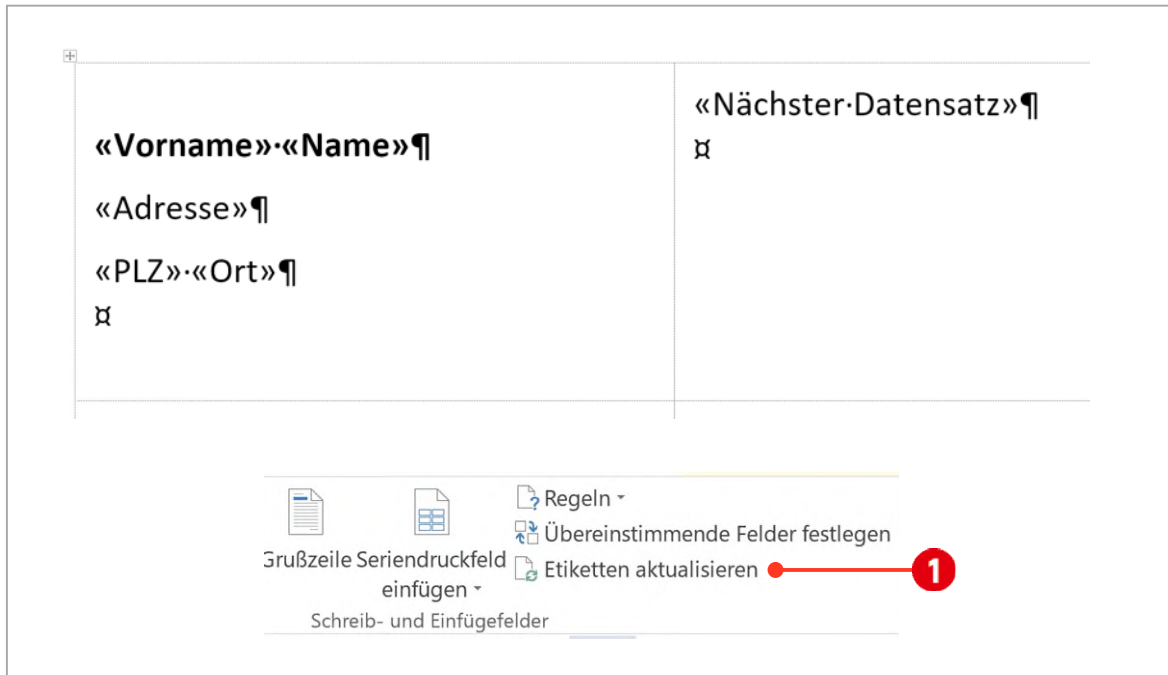 «Vorname»·«Name»¶
«Adresse»¶
«PLZ»·«Ort»¶
¤
«Nächster·Datensatz»¶
¤
Grußzeile
Seriendruckfeld
einfügen
Regeln
Übereinstimmende Felder festlegen
Etiketten aktualisieren
1
Schreib- und Einfügefelder